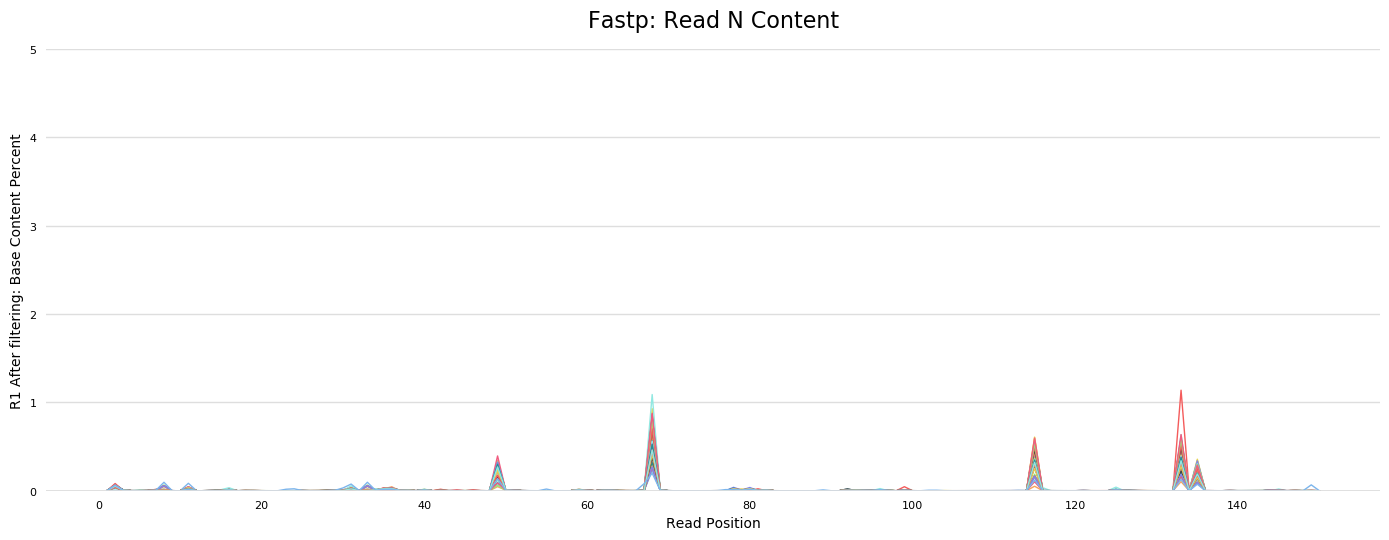 Fastp: Read N Content
R1 After filtering: Base Content Percent
5
4
3
2
1
0
0 20 40 60 80 100 120 140
Read Position